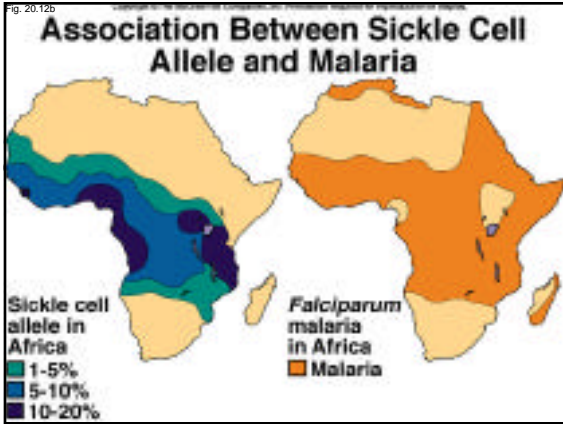 Fig. 20.12b
Association Between Sickle Cell
Allele and Malaria
Sickle cell
allele in
Africa
1-5%
5-10%
10-20%
Falciparum
malaria
in Africa
Malaria